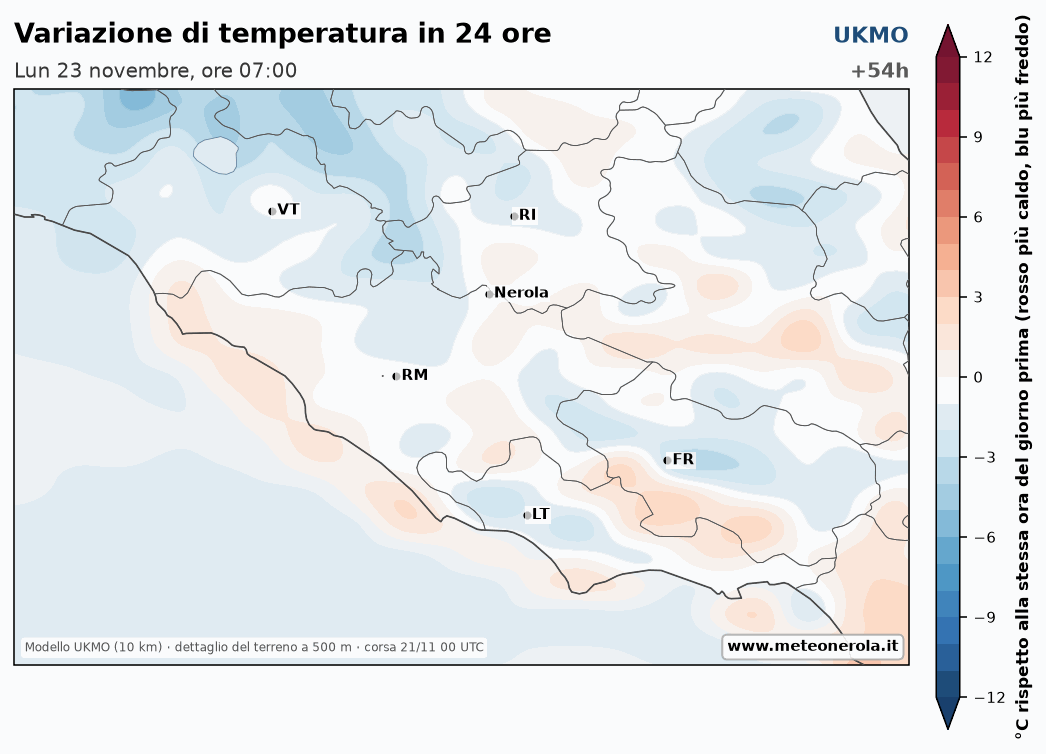 Variazione di temperatura in 24 ore
UKMO
Lun 23 novembre, ore 07:00
+54h
VT
RI
Nerola
RM
FR
LT
Modello UKMO (10 km) · dettaglio del terreno a 500 m · corsa 21/11 00 UTC
www.meteonerola.it
12
9
6
3
0
−3
−6
−9
−12
°C rispetto alla stessa ora del giorno prima (rosso più caldo, blu più freddo)